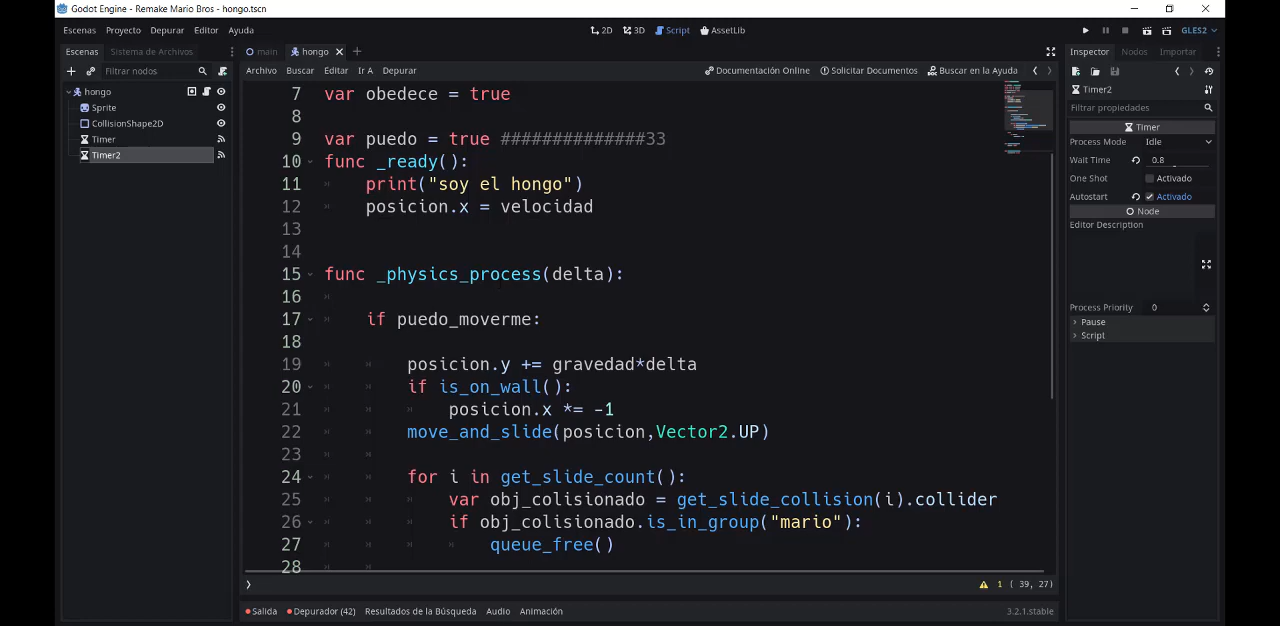 Godot Engine - Remake Mario Bros - hongo.tscn
Escenas Proyecto Depurar Editor Ayuda
2D 3D Script AssetLib
GLES2
Escenas Sistema de Archivos
main hongo
Inspector Nodos Importar
Filtrar nodos
Archivo Buscar Editar Ir A Depurar
Documentación Online Solicitar Documentos Buscar en la Ayuda
hongo
Sprite
CollisionShape2D
Timer
Timer2
7 var obedece = true
8
9 var puedo = true ##############33
10 func _ready():
11 print("soy el hongo")
12 posicion.x = velocidad
13
14
15 func _physics_process(delta):
16
17 if puedo_moverme:
18
19 posicion.y += gravedad*delta
20 if is_on_wall():
21 posicion.x *= -1
22 move_and_slide(posicion,Vector2.UP)
23
24 for i in get_slide_count():
25 var obj_colisionado = get_slide_collision(i).collider
26 if obj_colisionado.is_in_group("mario"):
27 queue_free()
28
1 ( 39, 27)
Salida Depurador (42) Resultados de la Búsqueda Audio Animación
3.2.1.stable
Timer2
Filtrar propiedades
Timer
Process Mode Idle
Wait Time 0.8
One Shot Activado
Autostart Activado
Node
Editor Description
Process Priority 0
Pause
Script